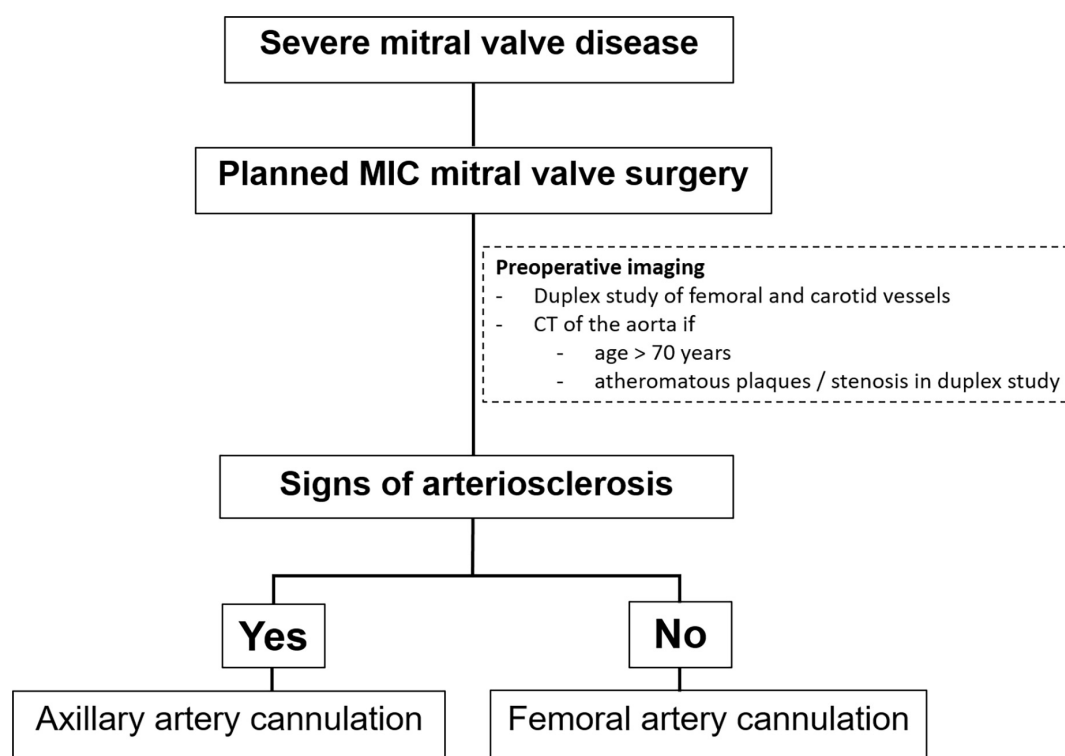 Severe mitral valve disease
Planned MIC mitral valve surgery
Preoperative imaging
- Duplex study of femoral and carotid vessels
- CT of the aorta if
- age > 70 years
- atheromatous plaques / stenosis in duplex study
Signs of arteriosclerosis
Yes
No
Axillary artery cannulation
Femoral artery cannulation